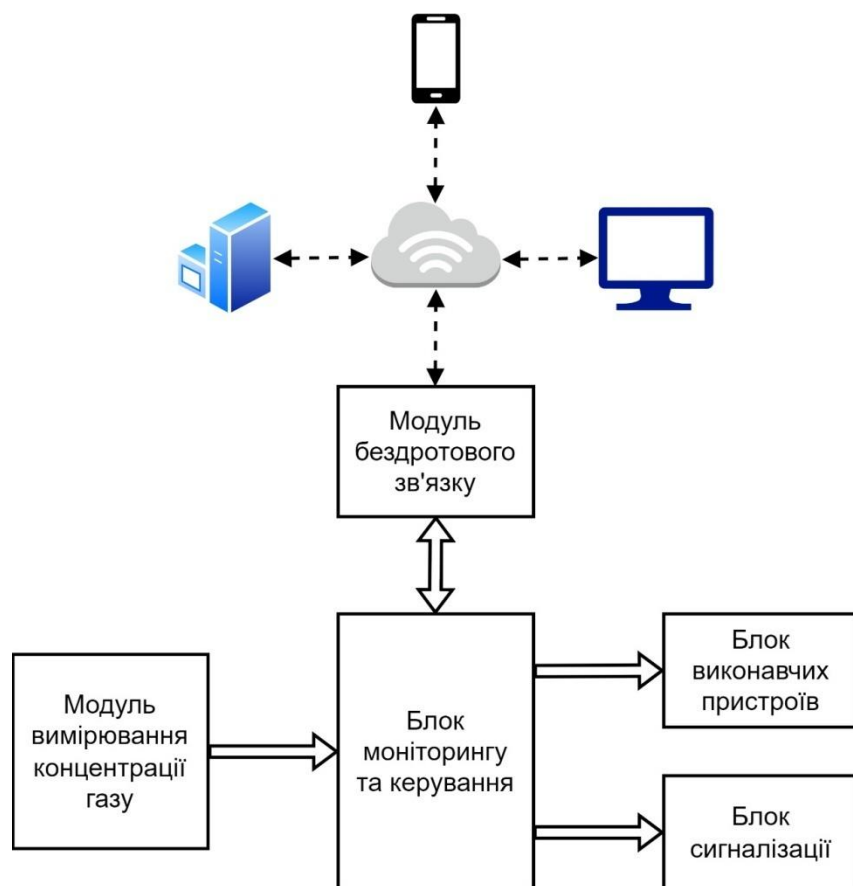 Модуль
бездротового
зв'язку
Модуль
вимірювання
концентрації
газу
Блок
моніторингу
та керування
Блок
виконавчих
пристроїв
Блок
сигналізації